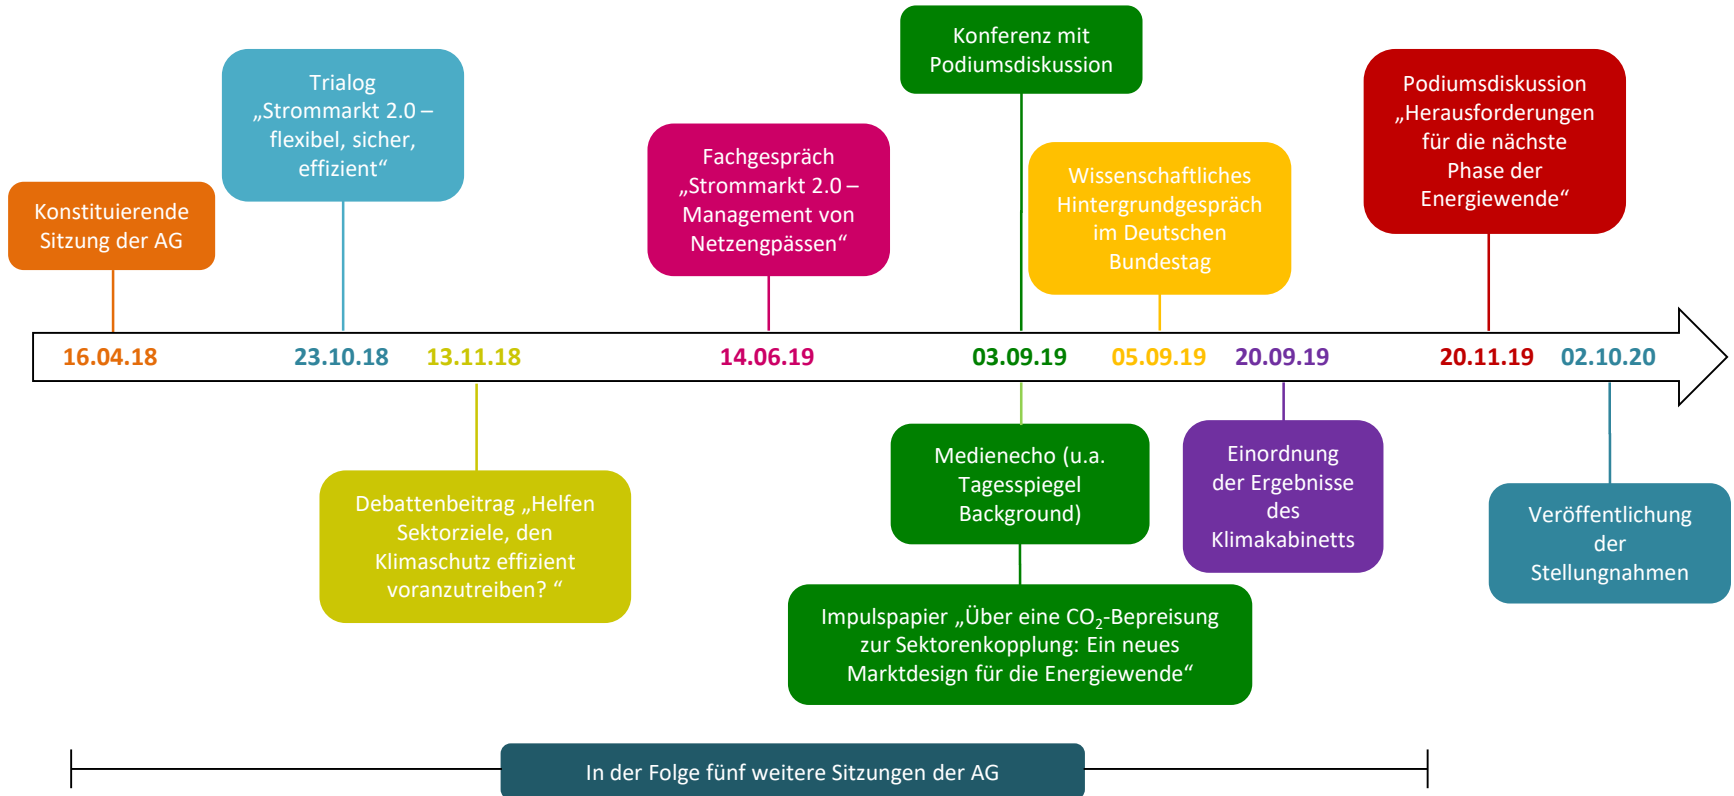 Konstituierende
Sitzung der AG
Trialog
„Strommarkt 2.0 –
flexibel, sicher,
effizient“
Fachgespräch
„Strommarkt 2.0 –
Management von
Netzengpässen“
Konferenz mit
Podiumsdiskussion
Wissenschaftliches
Hintergrundgespräch
im Deutschen
Bundestag
Podiumsdiskussion
„Herausforderungen
für die nächste
Phase der
Energiewende“
16.04.18
23.10.18
13.11.18
14.06.19
03.09.19
05.09.19
20.09.19
20.11.19
02.10.20
Debattenbeitrag „Helfen
Sektorziele, den
Klimaschutz effizient
voranzutreiben? “
Medienecho (u.a.
Tagesspiegel
Background)
Impulspapier „Über eine CO₂-Bepreisung
zur Sektorenkopplung: Ein neues
Marktdesign für die Energiewende“
Einordnung
der Ergebnisse
des
Klimakabinetts
Veröffentlichung
der
Stellungnahmen
In der Folge fünf weitere Sitzungen der AG